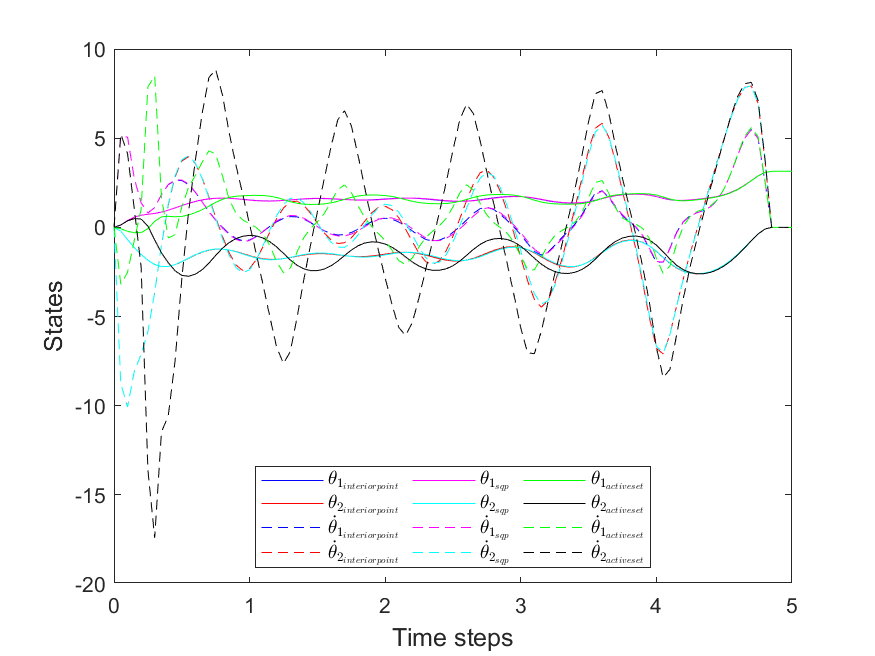 10
5
0
-5
-10
-15
-20
0 1 2 3 4 5
States
Time steps
θ1interiorpoint θ1sqp θ1activeset
θ2interiorpoint θ2sqp θ2activeset
θ̇1interiorpoint θ̇1sqp θ̇1activeset
θ̇2interiorpoint θ̇2sqp θ̇2activeset